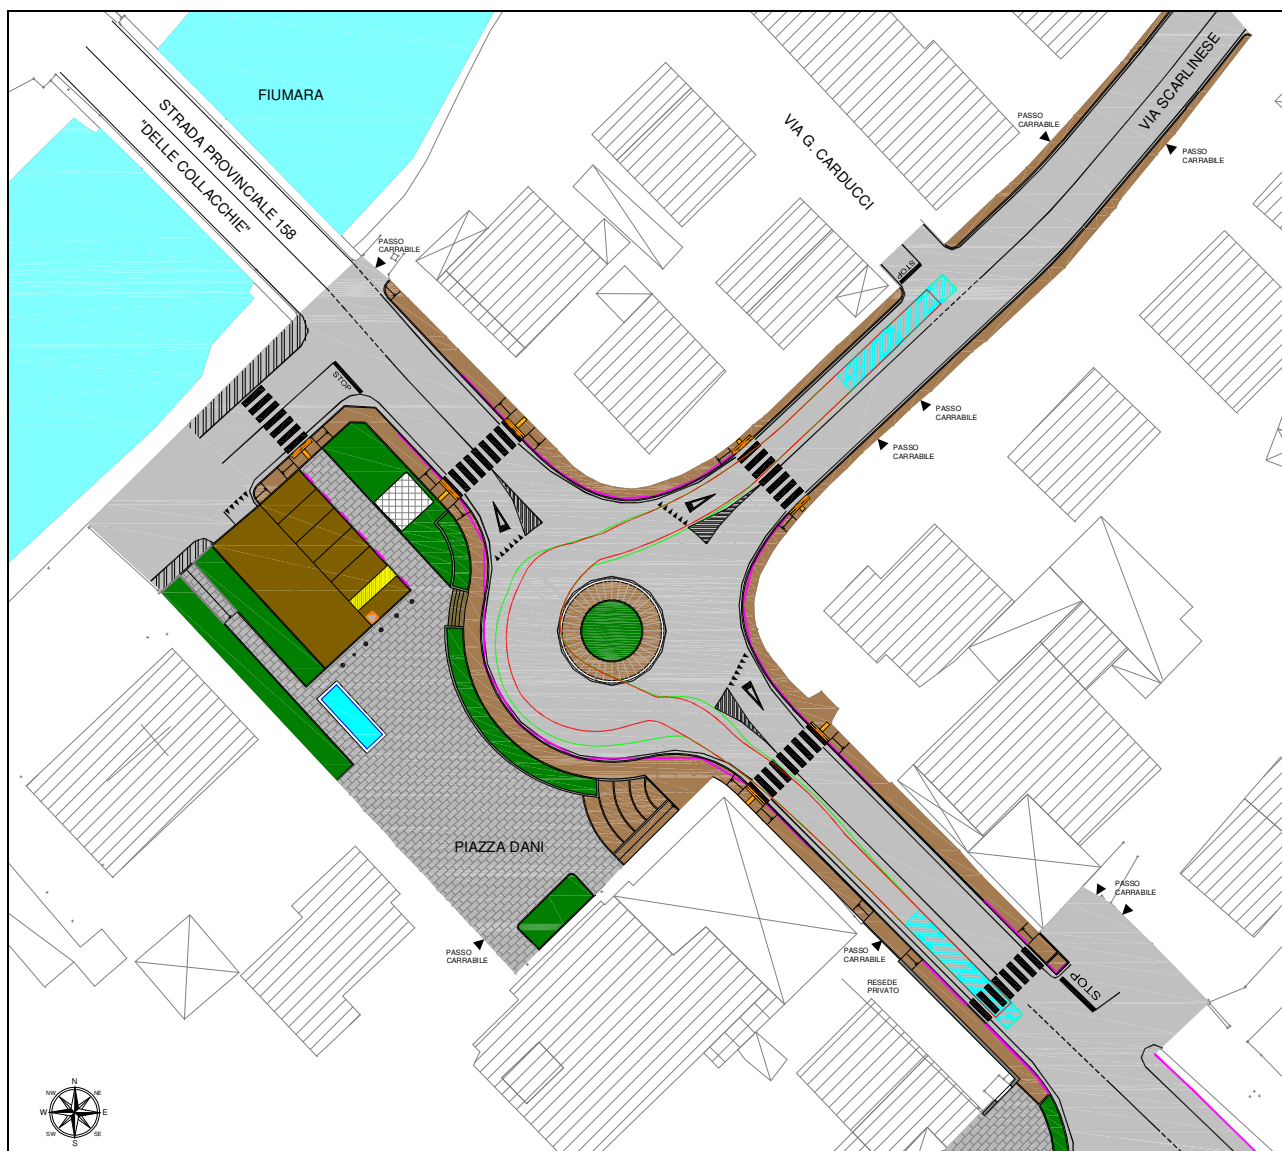 FIUMARA
STRADA PROVINCIALE 158
"DELLE COLLACCHIE"
VIA G. CARDUCCI
VIA SCARLINESE
PASSO
CARRABILE
PASSO
CARRABILE
PASSO
CARRABILE
STOP
STOP
PASSO
CARRABILE
PASSO
CARRABILE
PIAZZA DANI
PASSO
CARRABILE
PASSO
CARRABILE
PASSO
CARRABILE
RESEDE
PRIVATO
STOP
N
NW
NE
W
E
SW
SE
S